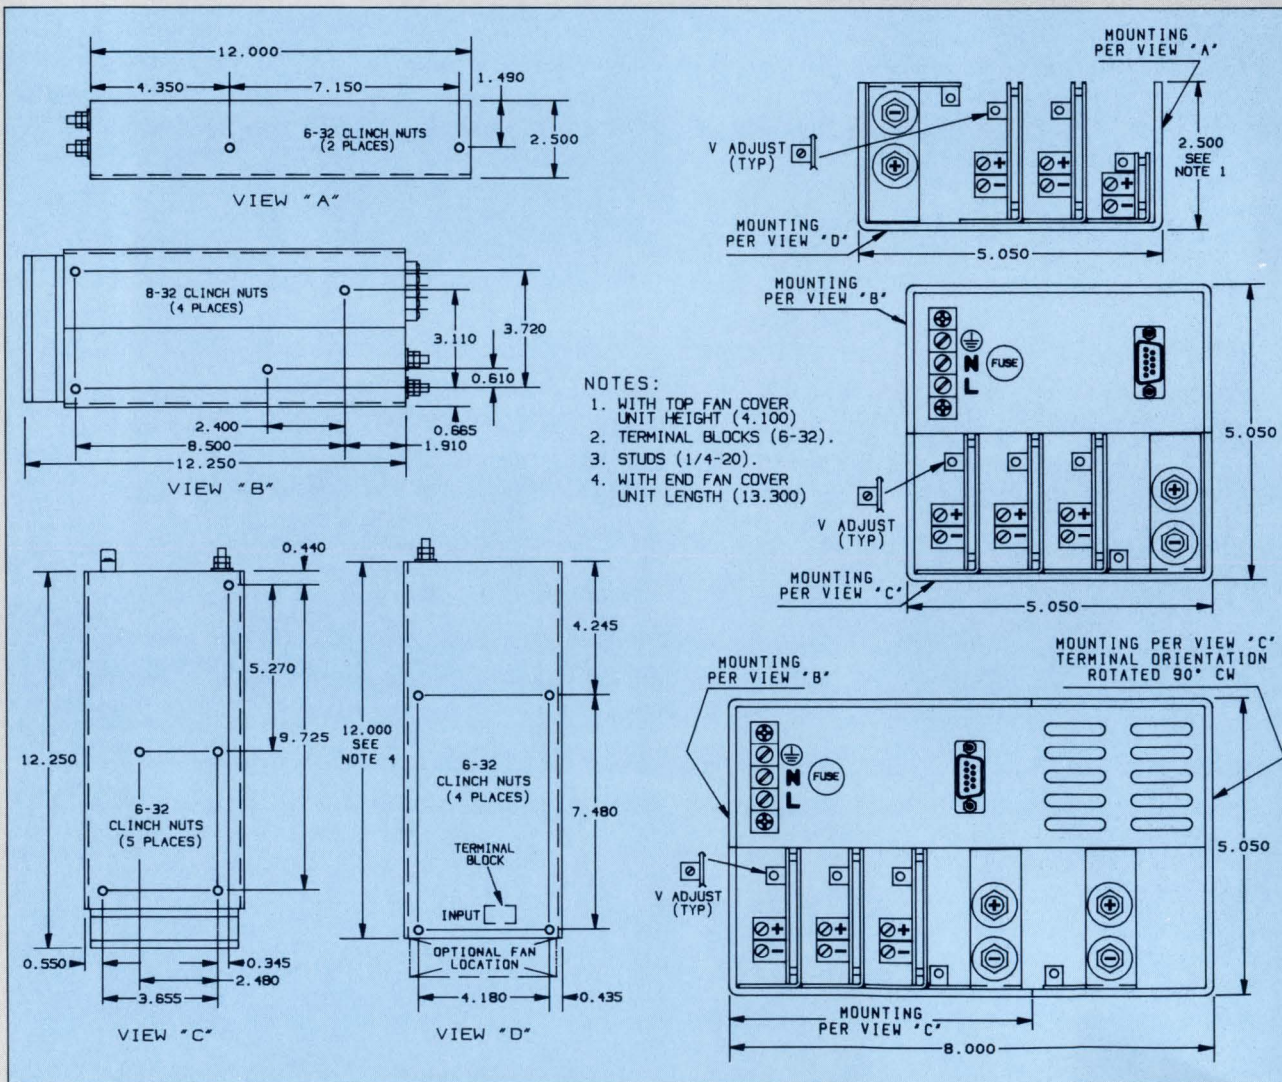 12.000
4.350
7.150
1.490
6-32 CLINCH NUTS
(2 PLACES)
2.500
VIEW "A"
8-32 CLINCH NUTS
(4 PLACES)
3.720
3.110
0.610
2.400
0.665
8.500
1.910
12.250
VIEW "B"
NOTES:
1. WITH TOP FAN COVER
UNIT HEIGHT (4.100)
2. TERMINAL BLOCKS (6-32).
3. STUDS (1/4-20).
4. WITH END FAN COVER
UNIT LENGTH (13.300)
0.440
5.270
9.725
12.250
6-32
CLINCH NUTS
(5 PLACES)
0.550
0.345
2.480
3.655
VIEW "C"
4.245
12.000
SEE
NOTE 4
6-32
CLINCH NUTS
(4 PLACES)
7.480
TERMINAL
BLOCK
INPUT
OPTIONAL FAN
LOCATION
4.180
0.435
VIEW "D"
MOUNTING
PER VIEW "A"
V ADJUST
(TYP)
- 
+
+
-
+
-
+
-
2.500
SEE
NOTE 1
MOUNTING
PER VIEW "D"
5.050
MOUNTING
PER VIEW "B"
N
L
FUSE
5.050
V ADJUST
(TYP)
+
-
+
-
+
-
+
-
MOUNTING
PER VIEW "C"
5.050
MOUNTING PER VIEW "C"
TERMINAL ORIENTATION
ROTATED 90° CW
MOUNTING
PER VIEW "B"
N
L
FUSE
5.050
V ADJUST
(TYP)
+
-
+
-
+
-
+
-
+
-
MOUNTING
PER VIEW "C"
8.000